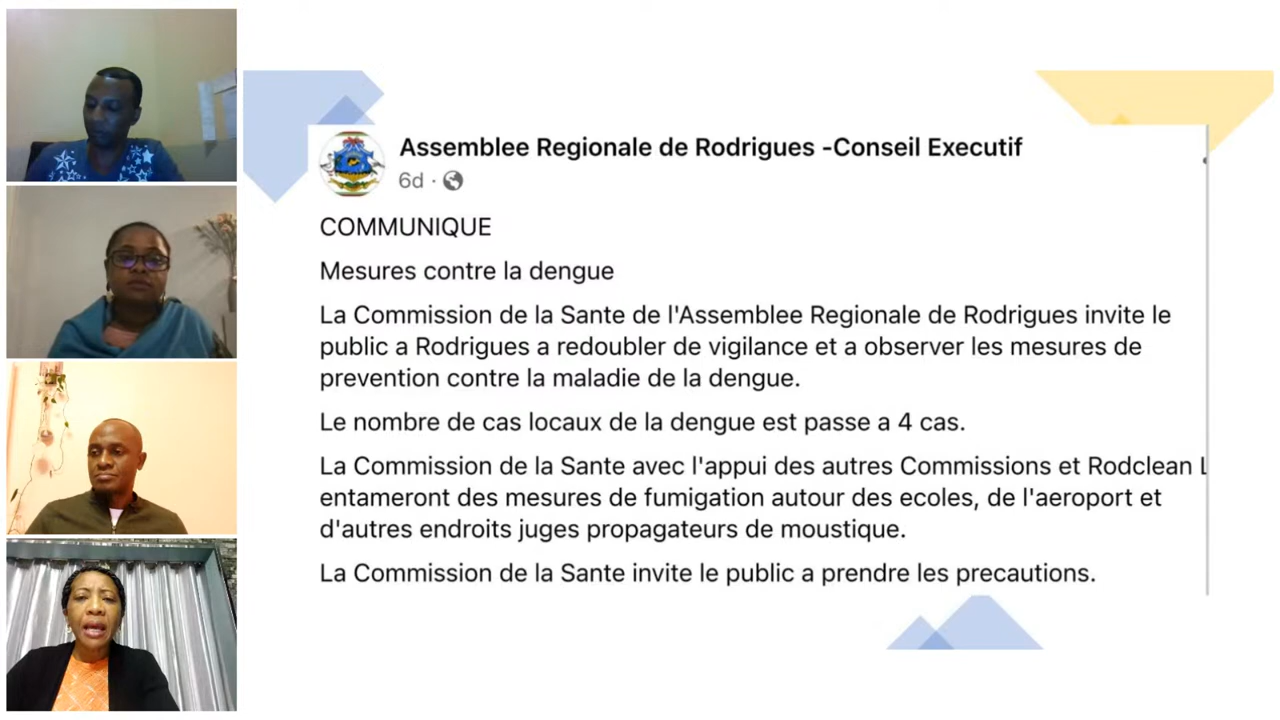 Assemblee Regionale de Rodrigues -Conseil Executif
6d ·
COMMUNIQUE
Mesures contre la dengue
La Commission de la Sante de l'Assemblee Regionale de Rodrigues invite le
public a Rodrigues a redoubler de vigilance et a observer les mesures de
prevention contre la maladie de la dengue.
Le nombre de cas locaux de la dengue est passe a 4 cas.
La Commission de la Sante avec l'appui des autres Commissions et Rodclean L
entameront des mesures de fumigation autour des ecoles, de l'aeroport et
d'autres endroits juges propagateurs de moustique.
La Commission de la Sante invite le public a prendre les precautions.